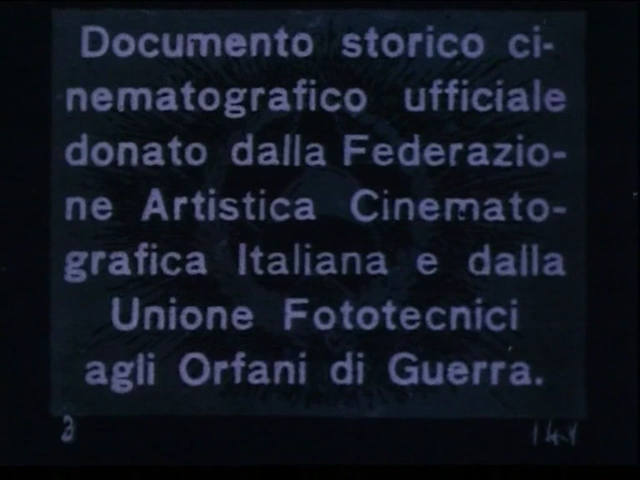 Documento storico ci-
nematografico ufficiale
donato dalla Federazio-
ne Artistica Cinemato-
grafica Italiana e dalla
Unione Fototecnici
agli Orfani di Guerra.